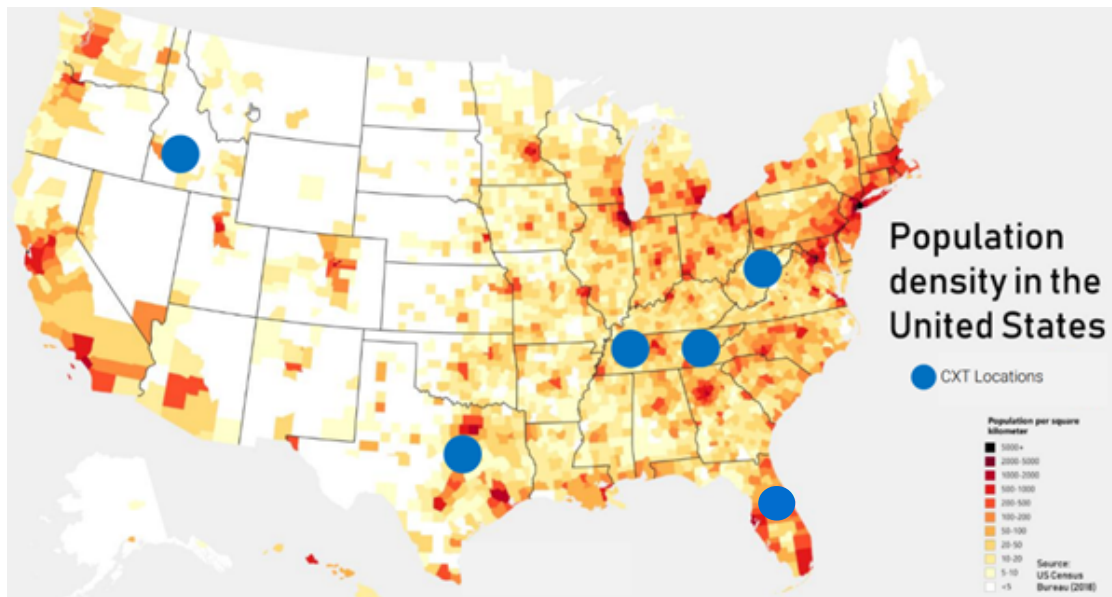 Population
density in the
United States
CXT Locations
Population per square
kilometer
5000+
2000-5000
1000-2000
500-1000
200-500
100-200
50-100
20-50
10-20
5-10
<5
Source:
US Census
Bureau (2018)